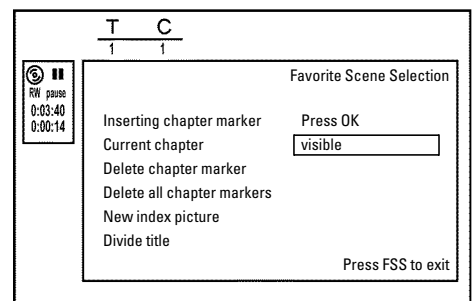 T C
1 1
RW pause
0:03:40
0:00:14
Favorite Scene Selection
Inserting chapter marker Press OK
Current chapter visible
Delete chapter marker
Delete all chapter markers
New index picture
Divide title
Press FSS to exit